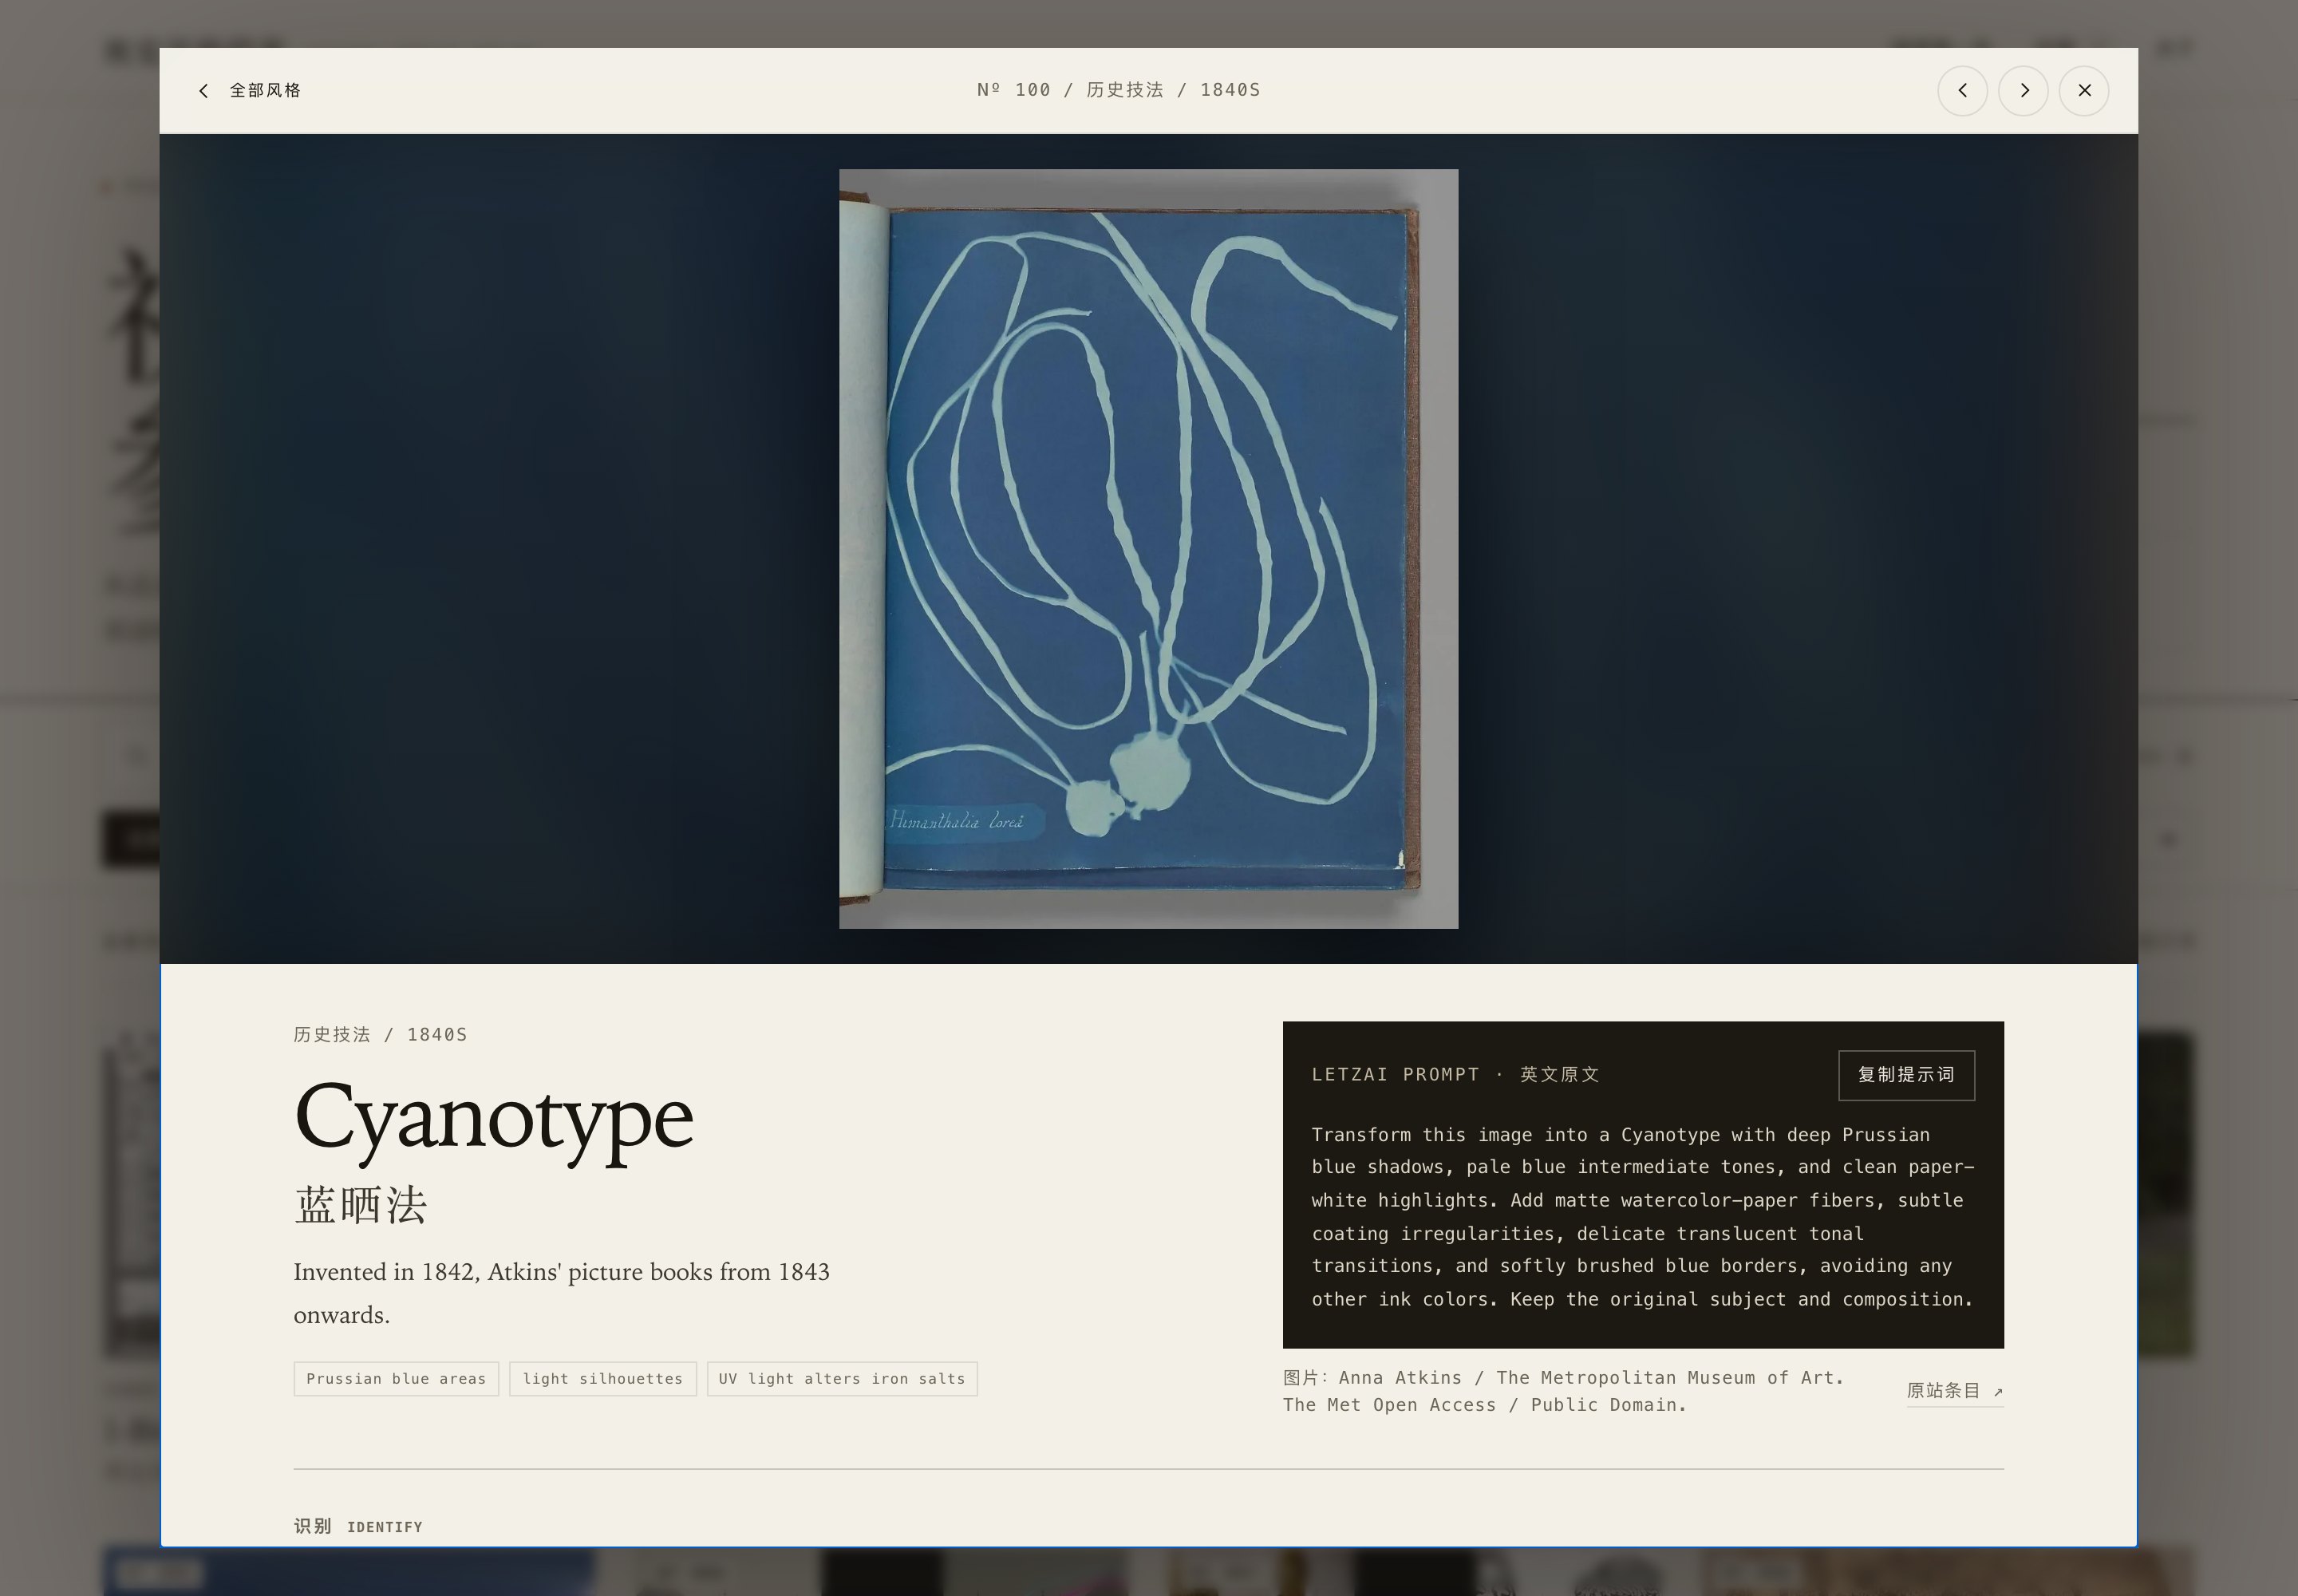 全部风格
Nº 100 / 历史技法 / 1840S
Himanthalia lorea
历史技法 / 1840S
Cyanotype
蓝晒法
Invented in 1842, Atkins' picture books from 1843
onwards.
Prussian blue areas
light silhouettes
UV light alters iron salts
LETZAI PROMPT · 英文原文
复制提示词
Transform this image into a Cyanotype with deep Prussian
blue shadows, pale blue intermediate tones, and clean paper-
white highlights. Add matte watercolor-paper fibers, subtle
coating irregularities, delicate translucent tonal
transitions, and softly brushed blue borders, avoiding any
other ink colors. Keep the original subject and composition.
图片: Anna Atkins / The Metropolitan Museum of Art.
The Met Open Access / Public Domain.
原站条目 ↗
识别 IDENTIFY